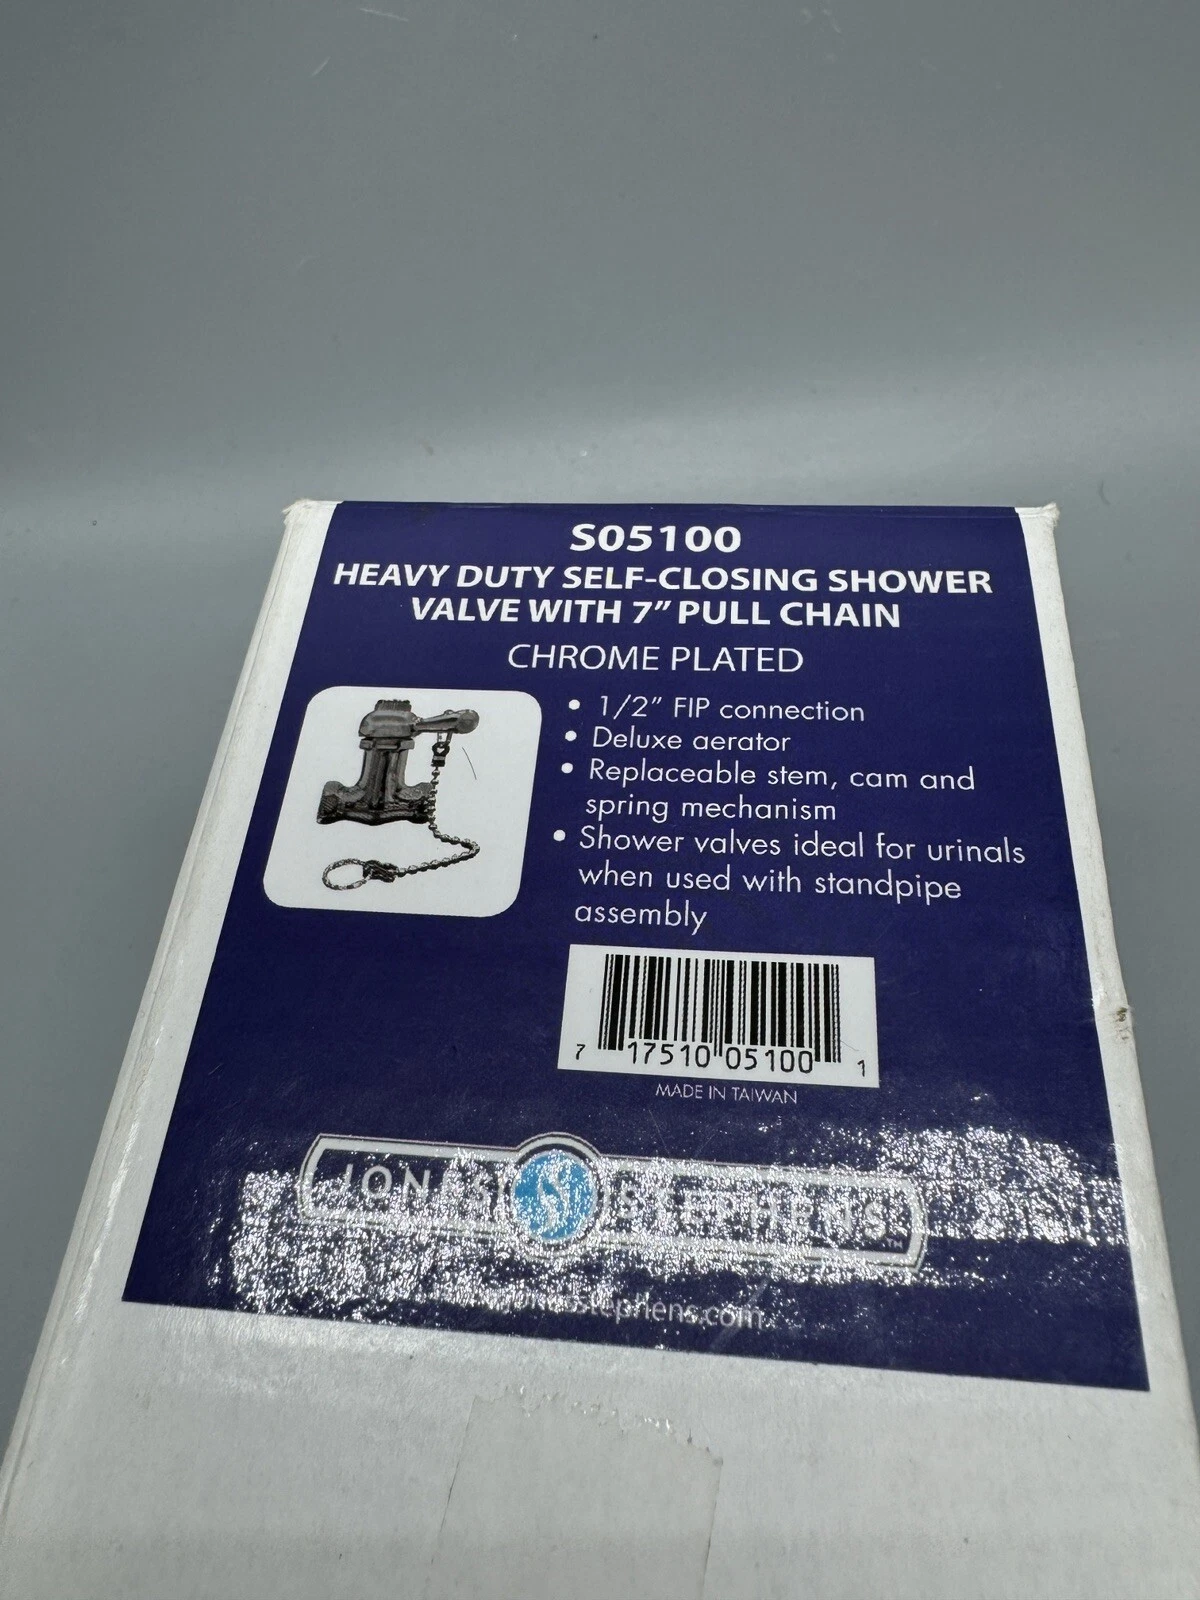 S05100
HEAVY DUTY SELF-CLOSING SHOWER
VALVE WITH 7” PULL CHAIN
CHROME PLATED
• 1/2” FIP connection
• Deluxe aerator
• Replaceable stem, cam and
spring mechanism
• Shower valves ideal for urinals
when used with standpipe
assembly
7 17510 05100 1
MADE IN TAIWAN
JONES STEPHENS™